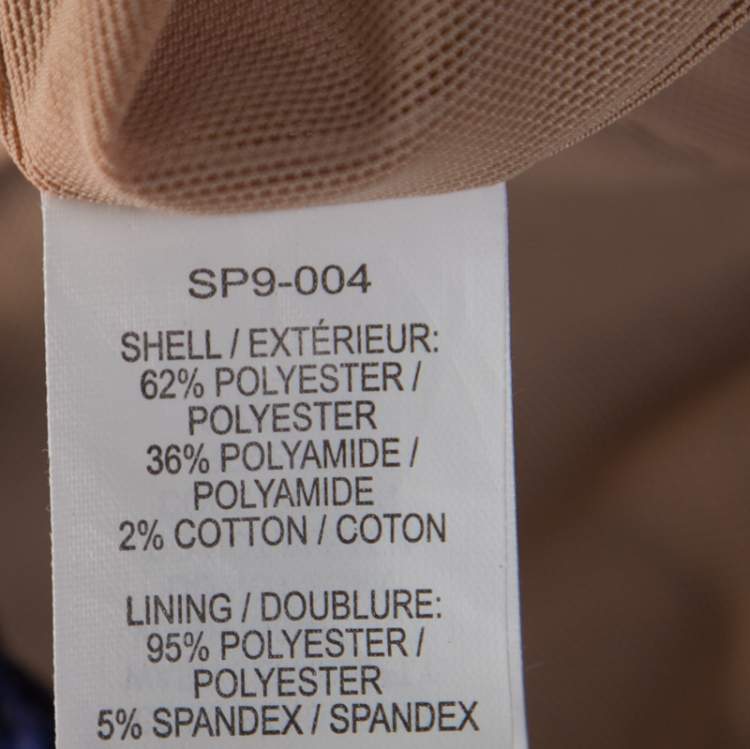 SP9-004
SHELL / EXTÉRIEUR:
62% POLYESTER /
POLYESTER
36% POLYAMIDE /
POLYAMIDE
2% COTTON / COTON
LINING / DOUBLURE:
95% POLYESTER /
POLYESTER
5% SPANDEX / SPANDEX